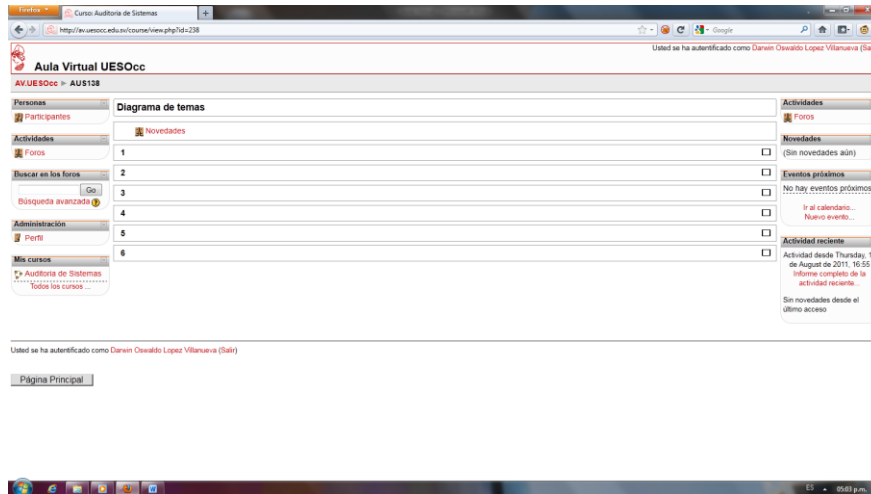 Firefox
Curso: Auditoria de Sistemas
http://av.uesocc.edu.sv/course/view.php?id=238
Google
Usted se ha autentificado como Darwin Oswaldo Lopez Villanueva (Sa
Aula Virtual UESOcc
AV.UESOcc ► AUS138
Personas
Participantes
Actividades
Foros
Buscar en los foros
Go
Búsqueda avanzada
Administración
Perfil
Mis cursos
Auditoria de Sistemas
Todos los cursos ...
Diagrama de temas
Novedades
1
2
3
4
5
6
Actividades
Foros
Novedades
(Sin novedades aún)
Eventos próximos
No hay eventos próximos
Ir al calendario...
Nuevo evento...
Actividad reciente
Actividad desde Thursday, 1
de August de 2011, 16:55
Informe completo de la
actividad reciente...
Sin novedades desde el
último acceso
Usted se ha autentificado como Darwin Oswaldo Lopez Villanueva (Salir)
Página Principal
ES
05:03 p.m.